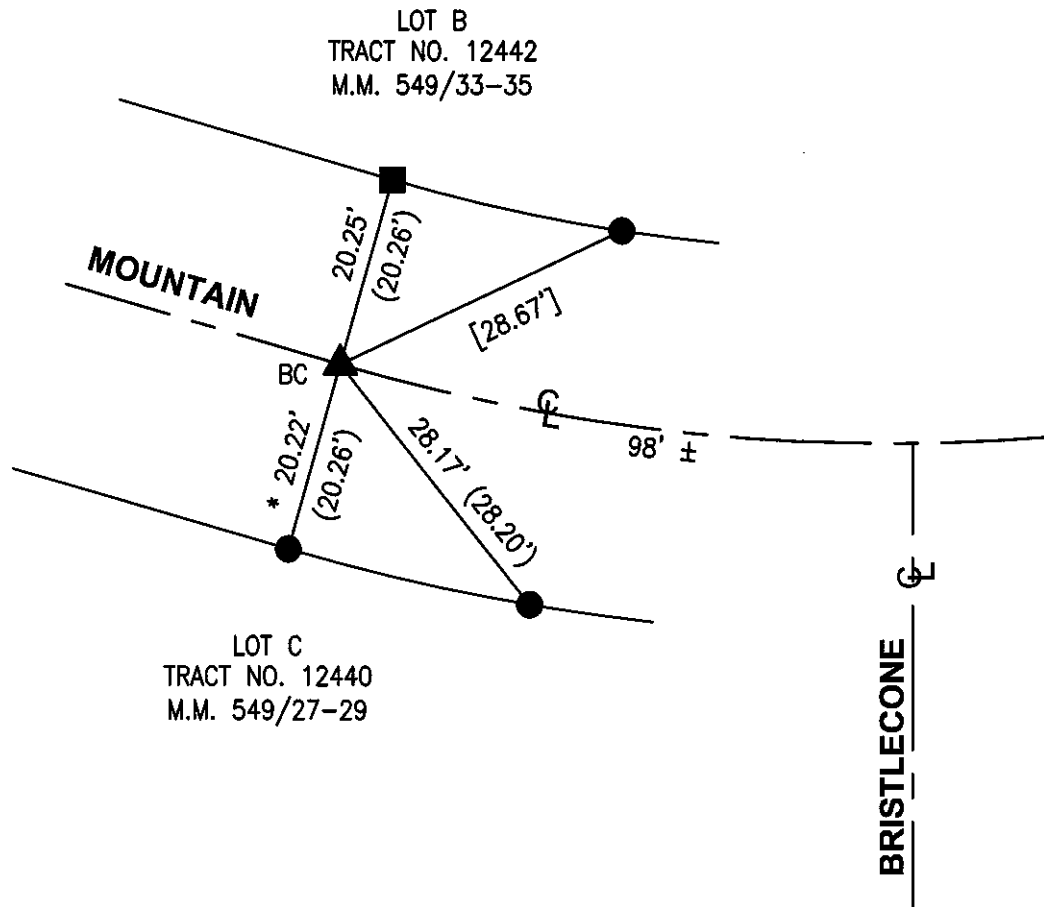 LOT B
TRACT NO. 12442
M.M. 549/33-35
20.25'
(20.26')
MOUNTAIN
[28.67']
BC
℄
98' ±
* 20.22'
(20.26')
28.17' (28.20')
℄
LOT C
TRACT NO. 12440
M.M. 549/27-29
BRISTLECONE